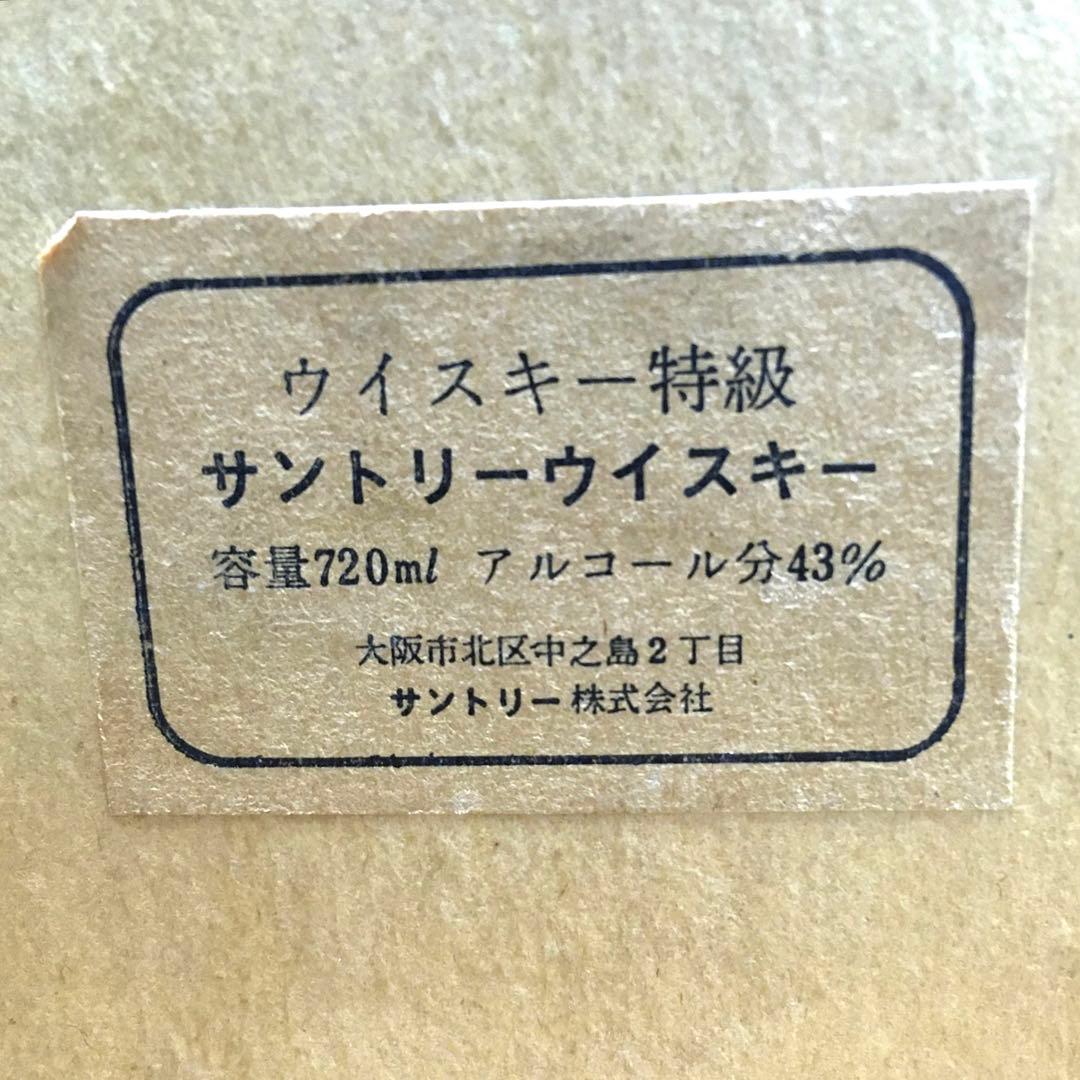 ウイスキー特級
サントリーウイスキー
容量720ml アルコール分43%
大阪市北区中之島2丁目
サントリー株式会社